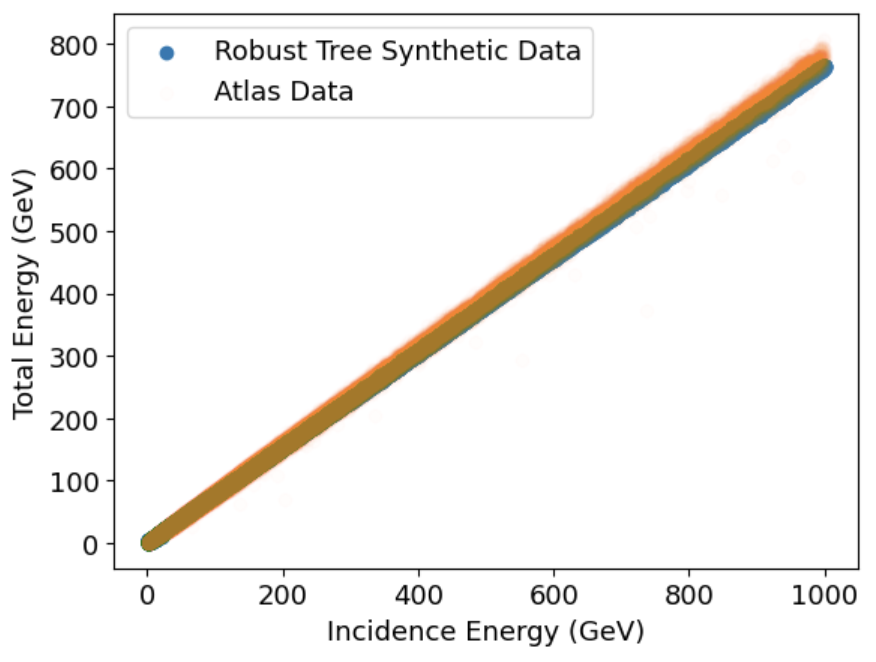 Robust Tree Synthetic Data
Atlas Data
Total Energy (GeV)
800
700
600
500
400
300
200
100
0
0 200 400 600 800 1000
Incidence Energy (GeV)